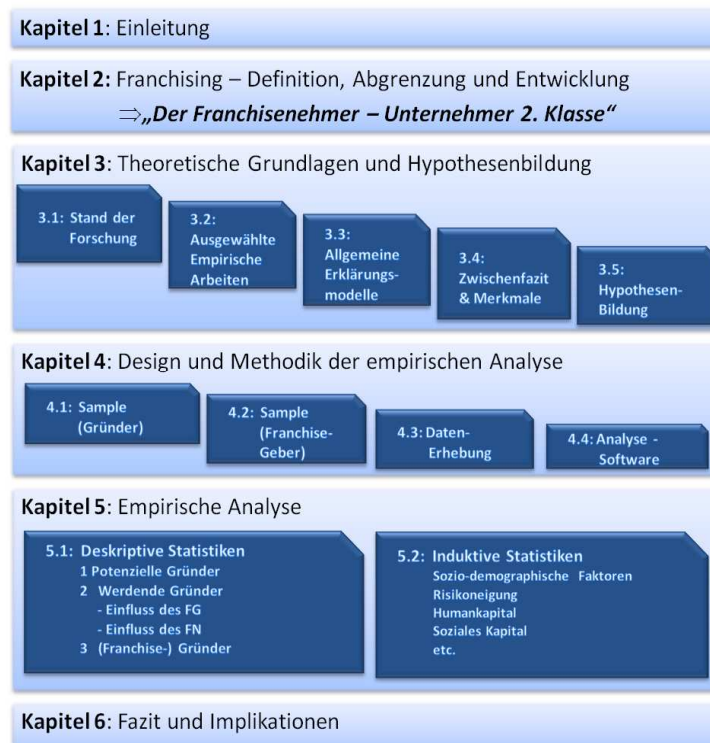 Kapitel 1: Einleitung
Kapitel 2: Franchising – Definition, Abgrenzung und Entwicklung
⇒„Der Franchisenehmer – Unternehmer 2. Klasse“
Kapitel 3: Theoretische Grundlagen und Hypothesenbildung
3.1: Stand der
Forschung
3.2:
Ausgewählte
Empirische
Arbeiten
3.3:
Allgemeine
Erklärungs-
modelle
3.4:
Zwischenfazit
& Merkmale
3.5:
Hypothesen-
Bildung
Kapitel 4: Design und Methodik der empirischen Analyse
4.1: Sample
(Gründer)
4.2: Sample
(Franchise-
Geber)
4.3: Daten-
Erhebung
4.4: Analyse -
Software
Kapitel 5: Empirische Analyse
5.1: Deskriptive Statistiken
1 Potenzielle Gründer
2 Werdende Gründer
- Einfluss des FG
- Einfluss des FN
3 (Franchise-) Gründer
5.2: Induktive Statistiken
Sozio-demographische Faktoren
Risikoneigung
Humankapital
Soziales Kapital
etc.
Kapitel 6: Fazit und Implikationen